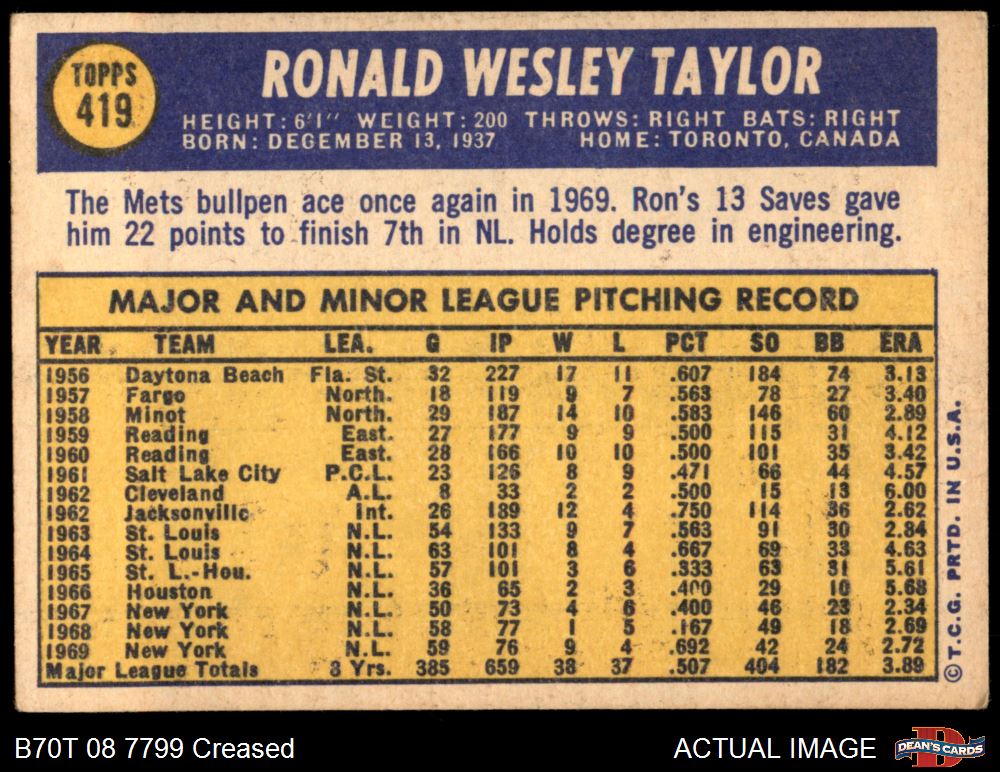 TOPPS
419
RONALD WESLEY TAYLOR
HEIGHT: 6'1" WEIGHT: 200 THROWS: RIGHT BATS: RIGHT
BORN: DECEMBER 13, 1937 HOME: TORONTO, CANADA
The Mets bullpen ace once again in 1969. Ron's 13 Saves gave
him 22 points to finish 7th in NL. Holds degree in engineering.
MAJOR AND MINOR LEAGUE PITCHING RECORD
YEAR TEAM LEA. G IP W L PCT SO BB ERA
1956 Daytona Beach Fla. St. 32 227 17 11 .607 184 74 3.13
1957 Fargo North. 18 119 9 7 .563 78 27 3.40
1958 Minot North. 29 187 14 10 .583 146 60 2.89
1959 Reading East. 27 177 9 9 .500 115 31 4.12
1960 Reading East. 28 166 10 10 .500 101 35 3.42
1961 Salt Lake City P.C.L. 23 126 8 9 .471 66 44 4.57
1962 Cleveland A.L. 8 33 2 2 .500 15 13 6.00
1962 Jacksonville Int. 26 189 12 4 .750 114 36 2.62
1963 St. Louis N.L. 54 133 9 7 .563 91 30 2.84
1964 St. Louis N.L. 63 101 8 4 .667 69 33 4.63
1965 St. L.-Hou. N.L. 57 101 3 6 .333 63 31 5.61
1966 Houston N.L. 36 65 2 3 .400 29 10 5.68
1967 New York N.L. 50 73 4 6 .400 46 23 2.34
1968 New York N.L. 58 77 1 5 .167 49 18 2.69
1969 New York N.L. 59 76 9 4 .692 42 24 2.72
Major League Totals 8 Yrs. 385 659 38 37 .507 404 182 3.89
© T.C.G. PRTD. IN U.S.A.
B70T 08 7799 Creased
ACTUAL IMAGE
DEAN'S CARDS